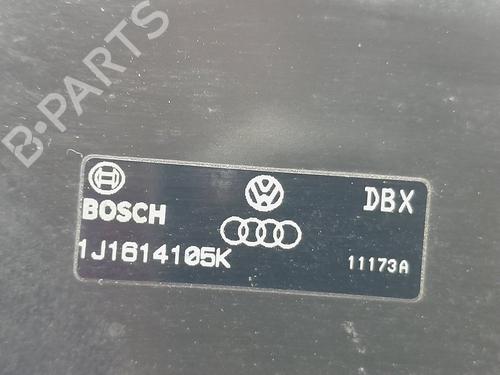 B-PARTS
BOSCH
DBX
1J1614105K
11173A